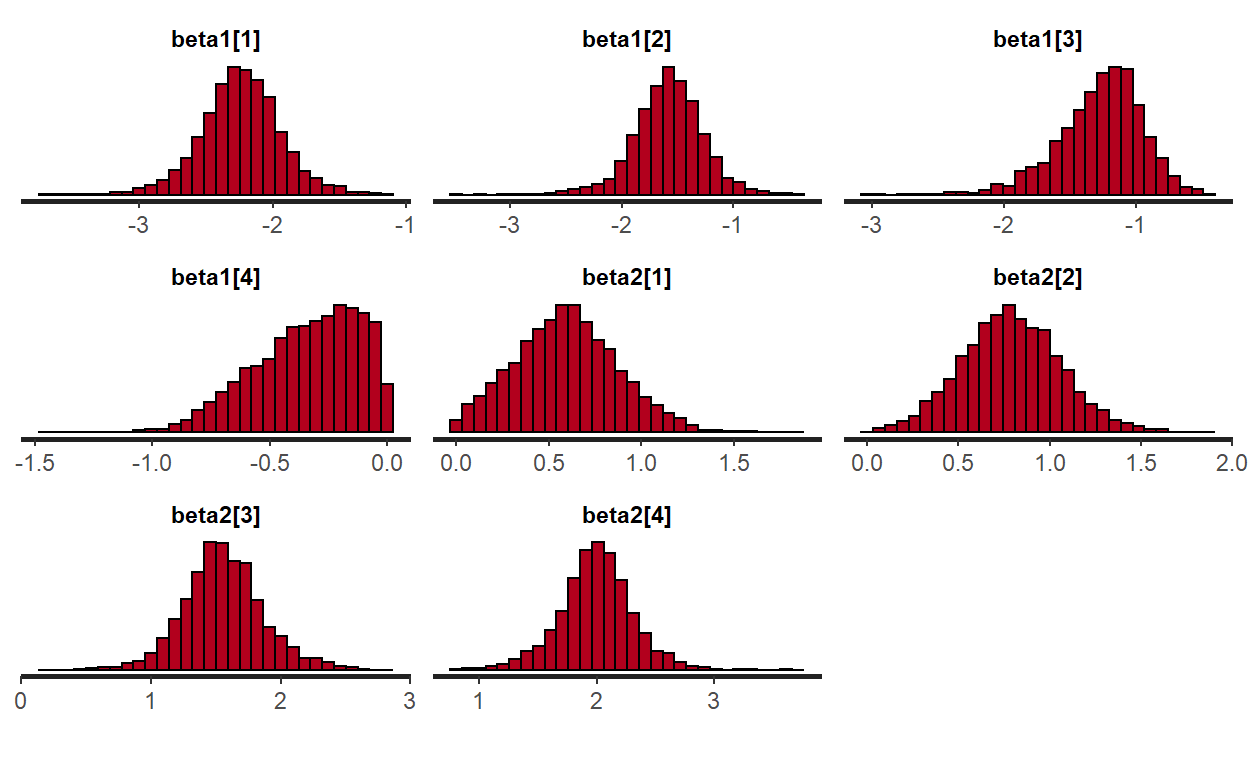 beta1[1] beta1[2] beta1[3]
-3 -2 -1 -3 -2 -1 -3 -2 -1
beta1[4] beta2[1] beta2[2]
-1.5 -1.0 -0.5 0.0 0.0 0.5 1.0 1.5 0.0 0.5 1.0 1.5 2.0
beta2[3] beta2[4]
0 1 2 3 1 2 3